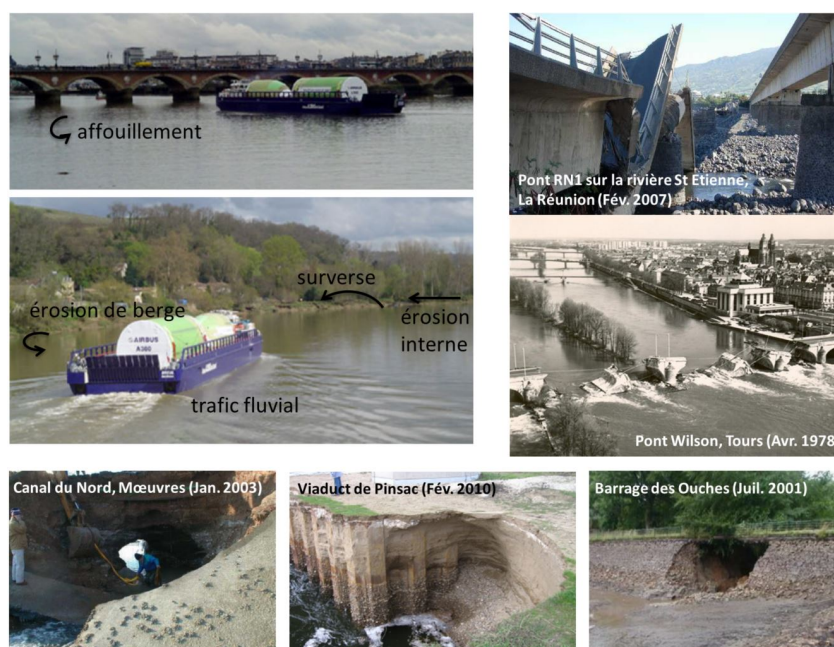 affouillement
Pont RN1 sur la rivière St Etienne,
La Réunion (Fév. 2007)
surverse
érosion de berge
érosion
interne
AIRBUS
A380
trafic fluvial
Pont Wilson, Tours (Avr. 1978
Canal du Nord, Mœuvres (Jan. 2003)
Viaduct de Pinsac (Fév. 2010)
Barrage des Ouches (Juil. 2001)